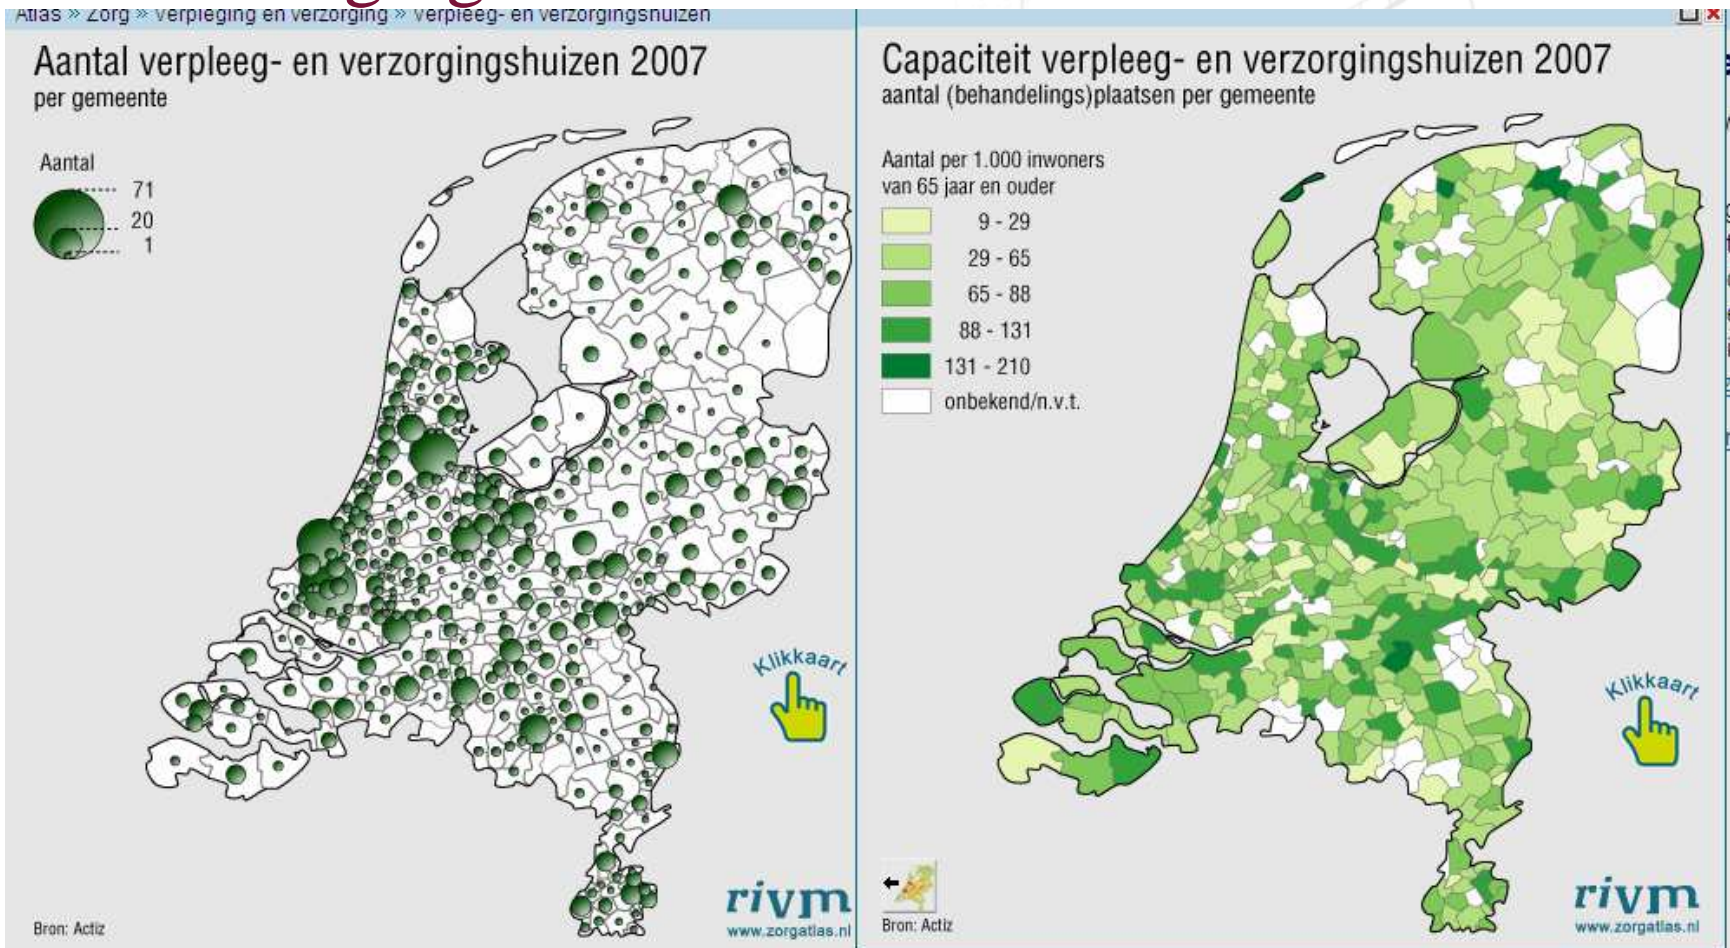 Atlas » Zorg » Verpleging en verzorging » Verpleeg- en verzorgingshuizen
Aantal verpleeg- en verzorgingshuizen 2007
per gemeente
Aantal
71
20
1
Klikkaart
Bron: Actiz
rivm
www.zorgatlas.nl
Capaciteit verpleeg- en verzorgingshuizen 2007
aantal (behandelings)plaatsen per gemeente
Aantal per 1.000 inwoners
van 65 jaar en ouder
9 - 29
29 - 65
65 - 88
88 - 131
131 - 210
onbekend/n.v.t.
Klikkaart
Bron: Actiz
rivm
www.zorgatlas.nl